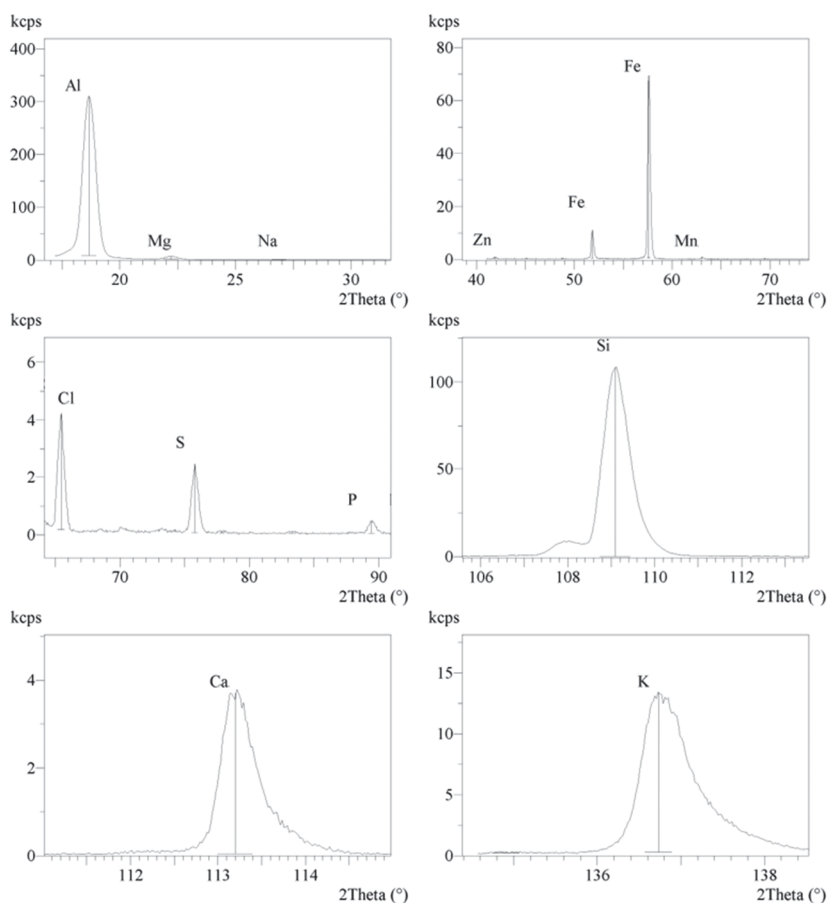 kcps
400
300
200
100
0
Al
Mg
Na
20
25
30
2Theta (°)
kcps
80
60
40
20
0
Zn
Fe
Fe
Mn
40
50
60
70
2Theta (°)
kcps
6
4
2
0
Cl
S
P
70
80
90
2Theta (°)
kcps
100
50
0
Si
106
108
110
112
2Theta (°)
kcps
4
2
0
Ca
112
113
114
2Theta (°)
kcps
15
10
5
0
K
136
138
2Theta (°)